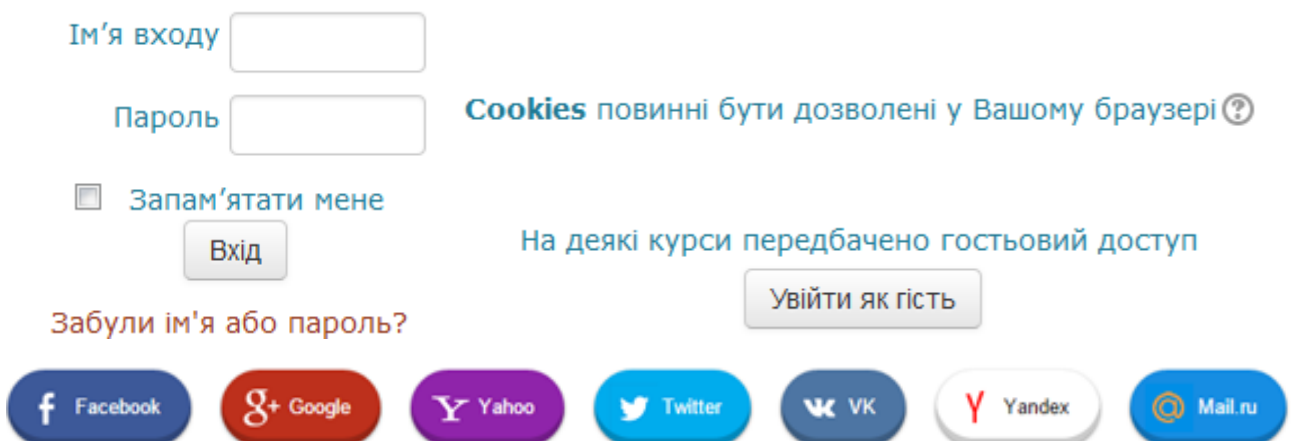 Ім’я входу
Пароль
Cookies повинні бути дозволені у Вашому браузері ?
Запам’ятати мене
Вхід
На деякі курси передбачено гостьовий доступ
Увійти як гість
Забули ім'я або пароль?
f Facebook
g+ Google
Y Yahoo
Twitter
VK VK
Y Yandex
@ Mail.ru